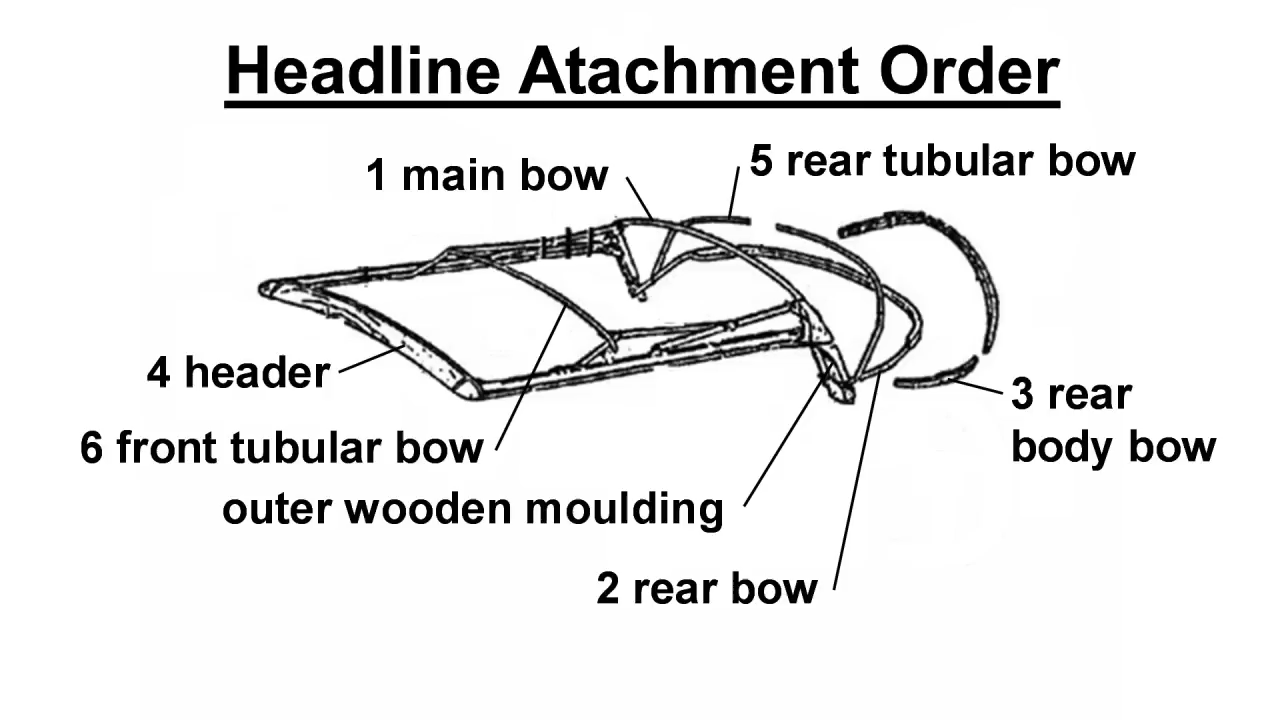 Headline Atachment Order
1 main bow
5 rear tubular bow
4 header
3 rear
body bow
6 front tubular bow
outer wooden moulding
2 rear bow